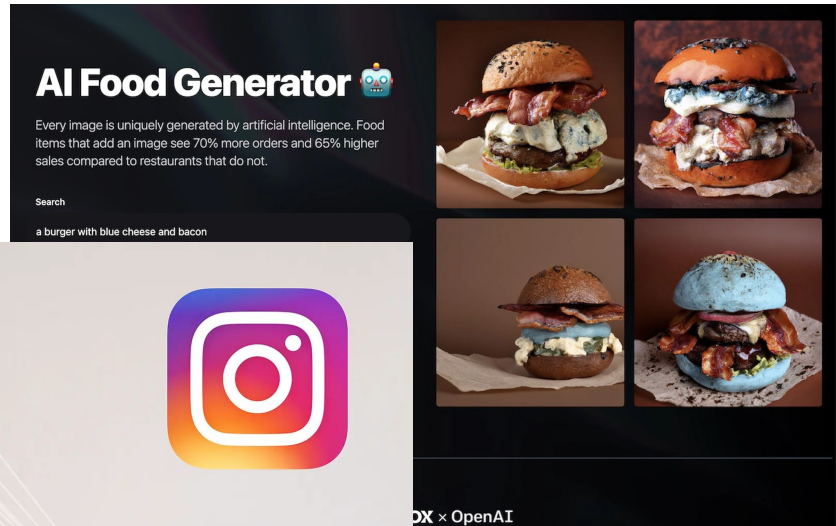 AI Food Generator
Every image is uniquely generated by artificial intelligence. Food
items that add an image see 70% more orders and 65% higher
sales compared to restaurants that do not.
Search
a burger with blue cheese and bacon
OX × OpenAI